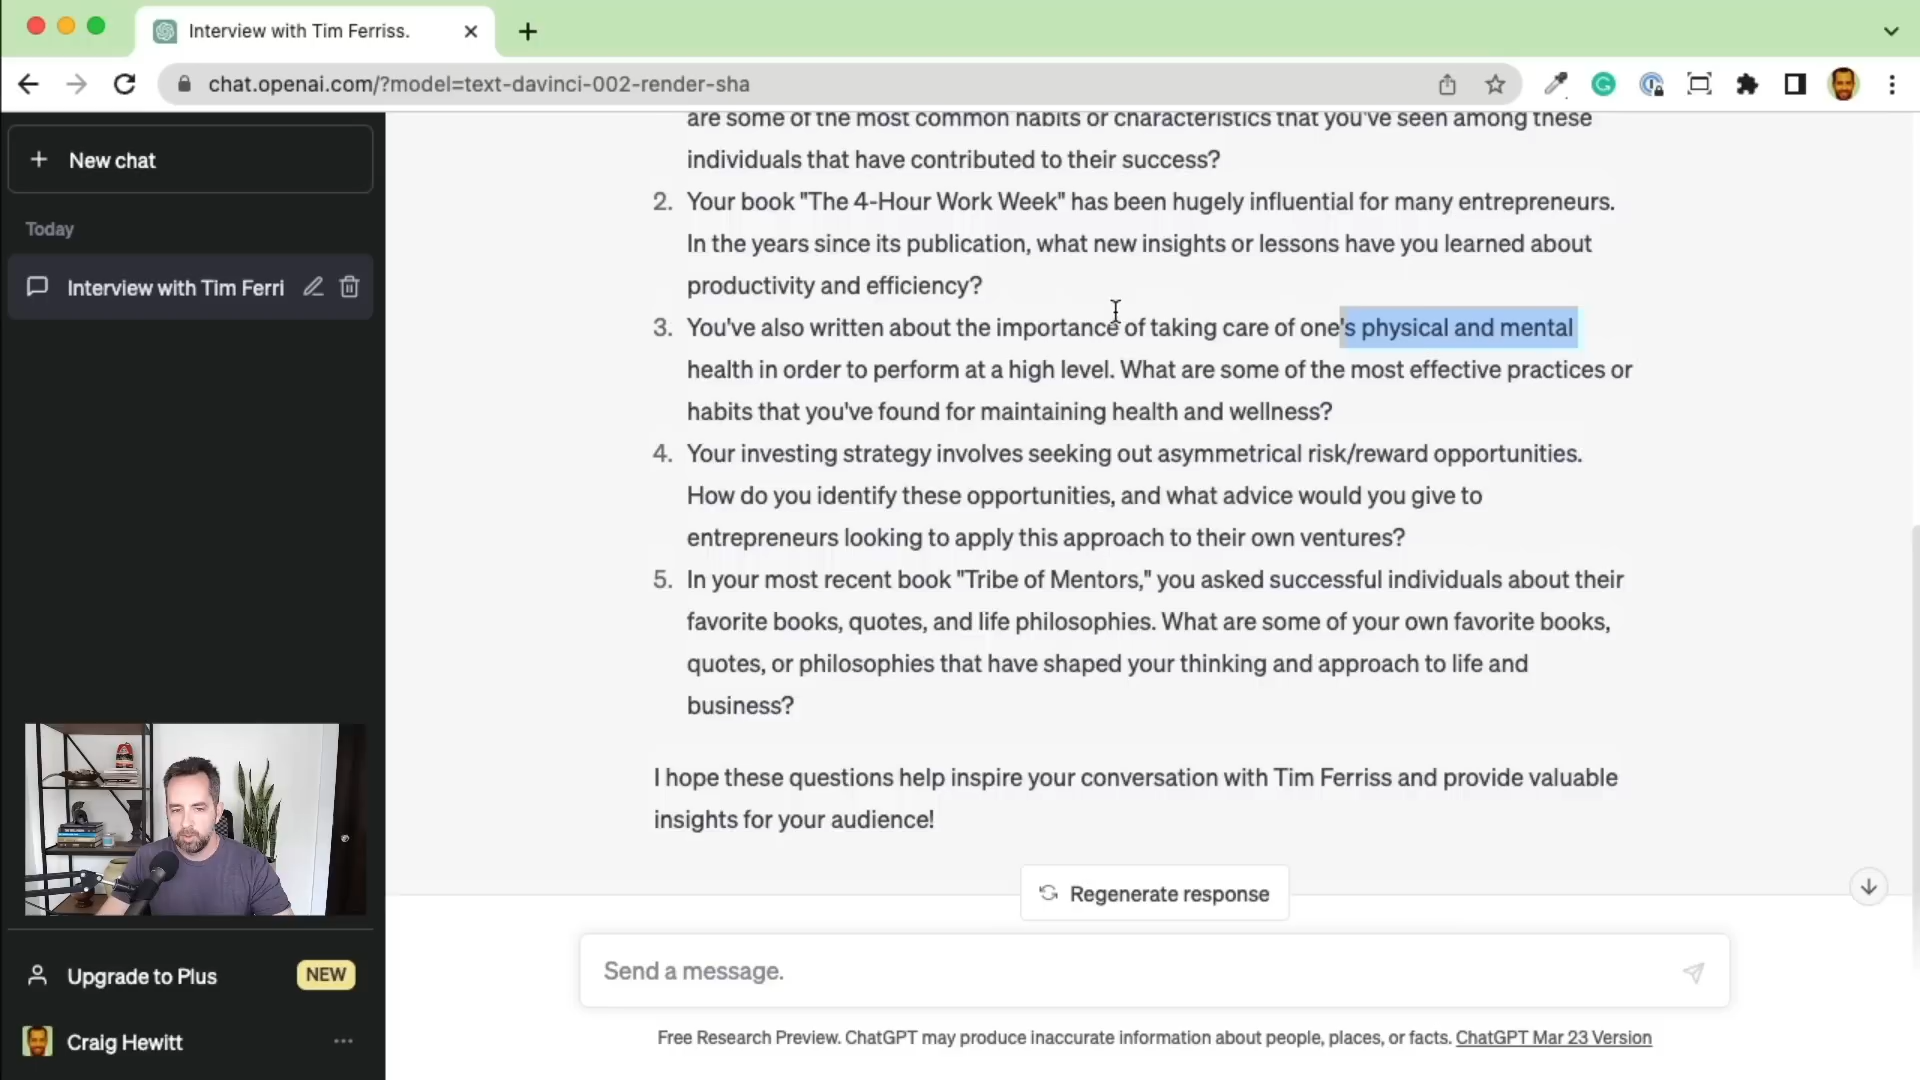 Interview with Tim Ferriss.
chat.openai.com/?model=text-davinci-002-render-sha
New chat
Today
Interview with Tim Ferri
are some of the most common habits or characteristics that you've seen among these
individuals that have contributed to their success?
2. Your book "The 4-Hour Work Week" has been hugely influential for many entrepreneurs.
In the years since its publication, what new insights or lessons have you learned about
productivity and efficiency?
3. You've also written about the importance of taking care of one's physical and mental
health in order to perform at a high level. What are some of the most effective practices or
habits that you've found for maintaining health and wellness?
4. Your investing strategy involves seeking out asymmetrical risk/reward opportunities.
How do you identify these opportunities, and what advice would you give to
entrepreneurs looking to apply this approach to their own ventures?
5. In your most recent book "Tribe of Mentors," you asked successful individuals about their
favorite books, quotes, and life philosophies. What are some of your own favorite books,
quotes, or philosophies that have shaped your thinking and approach to life and
business?
I hope these questions help inspire your conversation with Tim Ferriss and provide valuable
insights for your audience!
Regenerate response
Send a message.
Upgrade to Plus
NEW
Craig Hewitt
Free Research Preview. ChatGPT may produce inaccurate information about people, places, or facts. ChatGPT Mar 23 Version